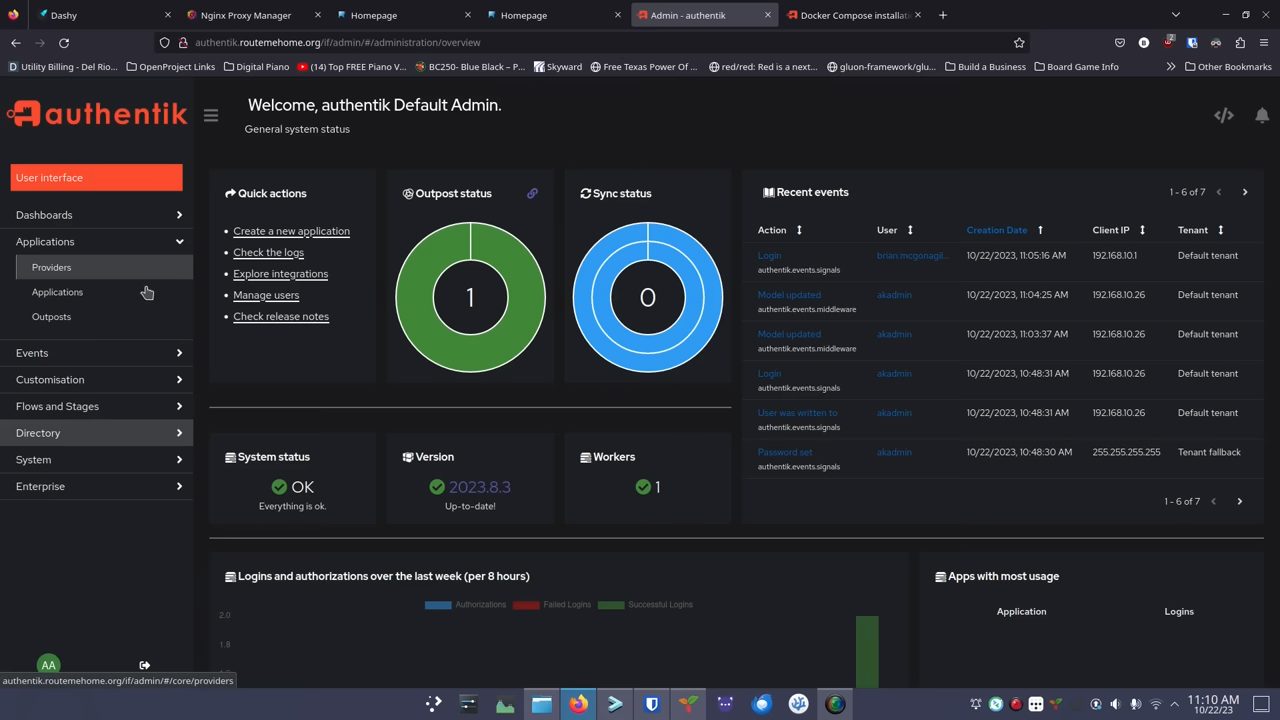 Dashy
Nginx Proxy Manager
Homepage
Homepage
Admin - authentik
Docker Compose installat
authentik.routemehome.org/if/admin/#/administration/overview
Utility Billing - Del Rio...
OpenProject Links
Digital Piano
(14) Top FREE Piano V...
BC250- Blue Black – P...
Skyward
Free Texas Power Of ...
red/red: Red is a next...
gluon-framework/glu...
Build a Business
Board Game Info
Other Bookmarks
authentik
Welcome, authentik Default Admin.
General system status
User interface
Dashboards
Applications
Providers
Applications
Outposts
Events
Customisation
Flows and Stages
Directory
System
Enterprise
AA
authentik.routemehome.org/if/admin/#/core/providers
Quick actions
Create a new application
Check the logs
Explore integrations
Manage users
Check release notes
Outpost status
1
Sync status
0
Recent events
1 - 6 of 7
Action User Creation Date Client IP Tenant
Login brian.mcgonagil... 10/22/2023, 11:05:16 AM 192.168.10.1 Default tenant
authentik.events.signals
Model updated akadmin 10/22/2023, 11:04:25 AM 192.168.10.26 Default tenant
authentik.events.middleware
Model updated akadmin 10/22/2023, 11:03:37 AM 192.168.10.26 Default tenant
authentik.events.middleware
Login akadmin 10/22/2023, 10:48:31 AM 192.168.10.26 Default tenant
authentik.events.signals
User was written to akadmin 10/22/2023, 10:48:31 AM 192.168.10.26 Default tenant
authentik.events.signals
Password set akadmin 10/22/2023, 10:48:30 AM 255.255.255.255 Tenant fallback
authentik.events.signals
1 - 6 of 7
System status
OK
Everything is ok.
Version
2023.8.3
Up-to-date!
Workers
1
Logins and authorizations over the last week (per 8 hours)
Authorizations Failed Logins Successful Logins
2.0
1.8
Apps with most usage
Application Logins
11:10 AM
10/22/23